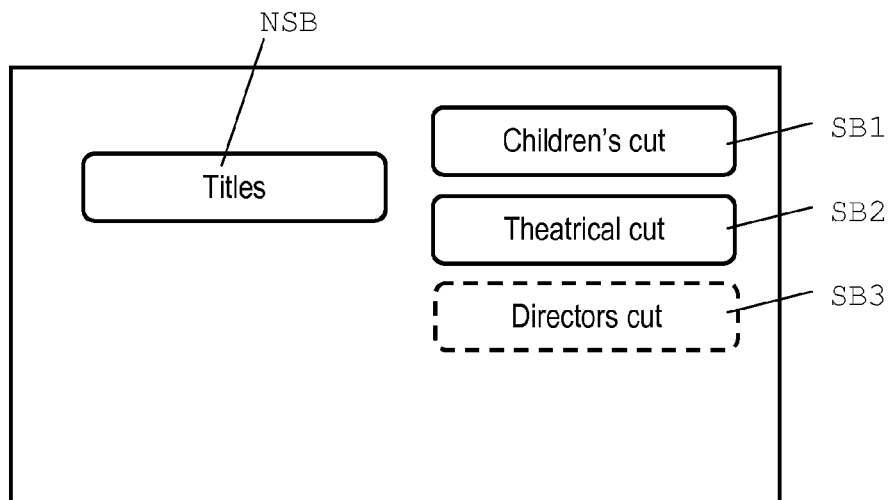 NSB
Children's cut
SB1
Titles
Theatrical cut
SB2
Directors cut
SB3